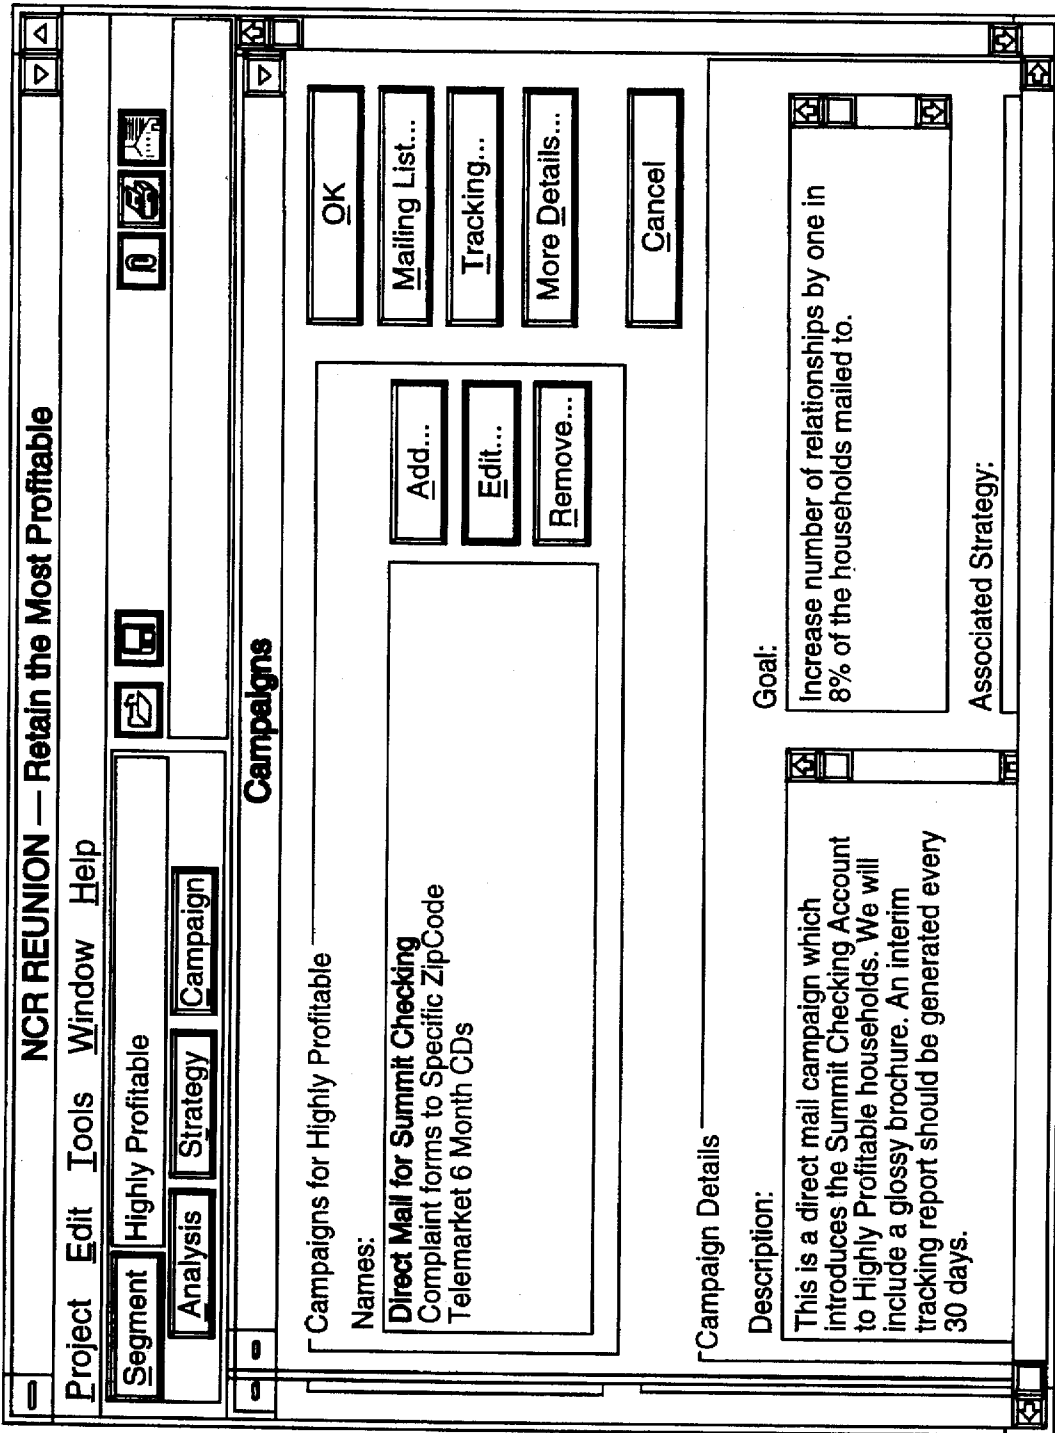 NCR REUNION — Retain the Most Profitable
Project Edit Tools Window Help
Segment Highly Profitable
Analysis Strategy Campaign
Campaigns
Campaigns for Highly Profitable
Names:
Direct Mail for Summit Checking
Complaint forms to Specific ZipCode
Telemarket 6 Month CDs
Add...
Edit...
Remove...
OK
Mailing List...
Tracking...
More Details...
Cancel
Campaign Details
Description:
This is a direct mail campaign which
introduces the Summit Checking Account
to Highly Profitable households. We will
include a glossy brochure. An interim
tracking report should be generated every
30 days.
Goal:
Increase number of relationships by one in
8% of the households mailed to.
Associated Strategy: